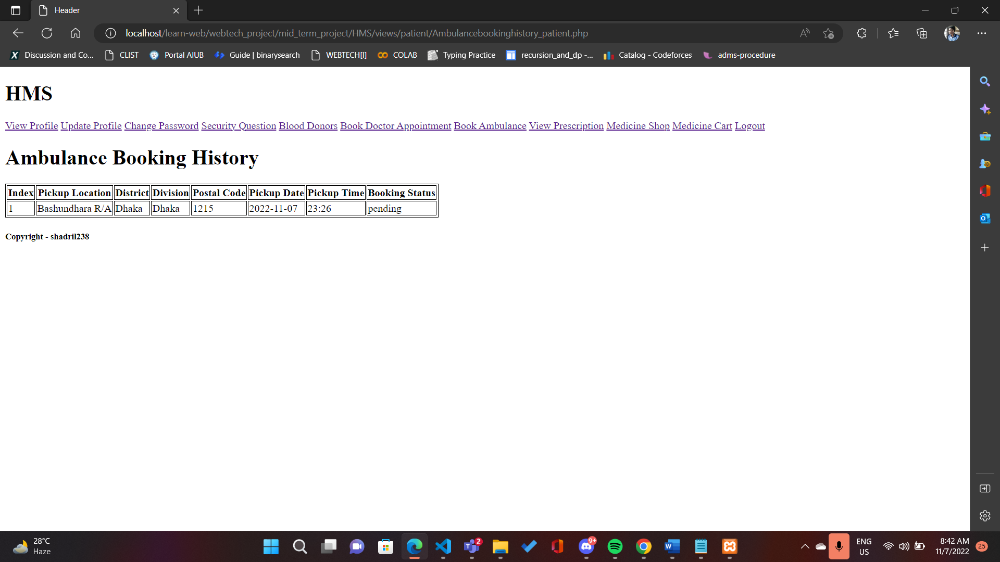 Header
localhost/learn-web/webtech_project/mid_term_project/HMS/views/patient/Ambulancebookinghistory_patient.php
Discussion and Co... CLIST Portal AIUB Guide | binarysearch WEBTECH[I] COLAB Typing Practice recursion_and_dp -... Catalog - Codeforces adms-procedure
HMS
View Profile Update Profile Change Password Security Question Blood Donors Book Doctor Appointment Book Ambulance View Prescription Medicine Shop Medicine Cart Logout
Ambulance Booking History
Index Pickup Location District Division Postal Code Pickup Date Pickup Time Booking Status
1 Bashundhara R/A Dhaka Dhaka 1215 2022-11-07 23:26 pending
Copyright - shadril238
28°C
Haze
2
9+
ENG
US
8:42 AM
11/7/2022
25